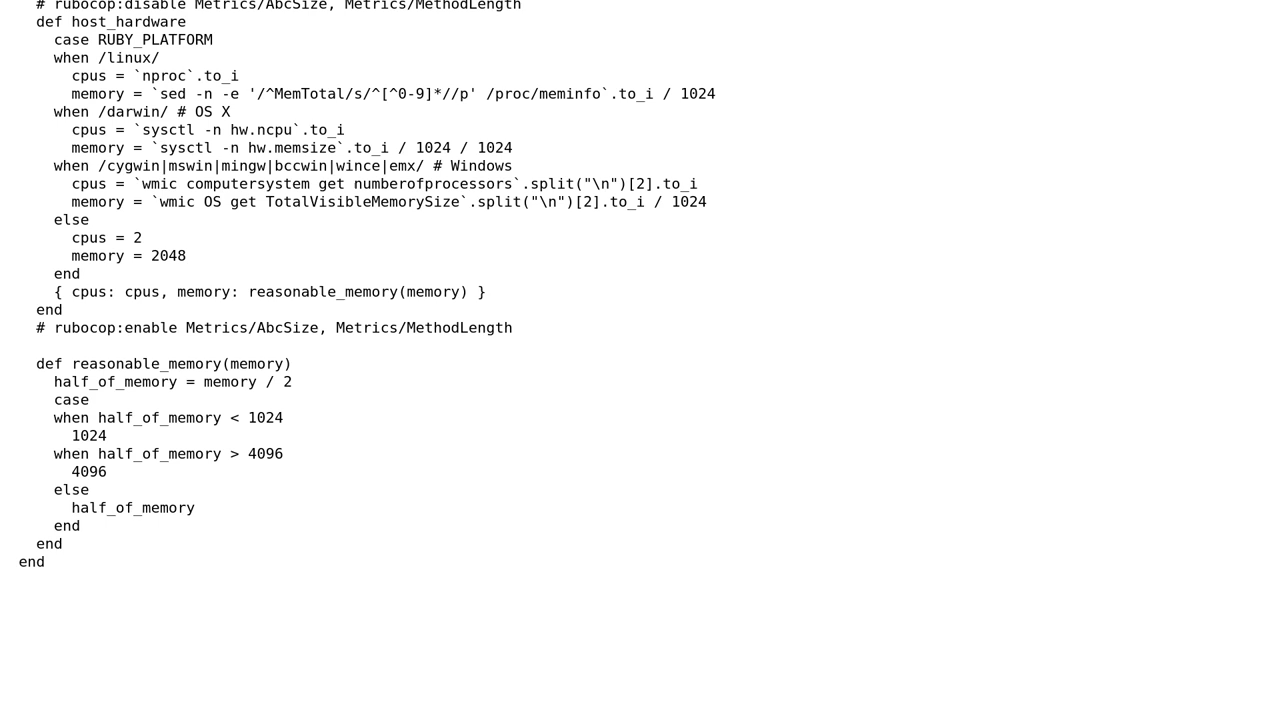 # rubocop:disable Metrics/AbcSize, Metrics/MethodLength
def host_hardware
case RUBY_PLATFORM
when /linux/
cpus = `nproc`.to_i
memory = `sed -n -e '/^MemTotal/s/^[^0-9]*//p' /proc/meminfo`.to_i / 1024
when /darwin/ # OS X
cpus = `sysctl -n hw.ncpu`.to_i
memory = `sysctl -n hw.memsize`.to_i / 1024 / 1024
when /cygwin|mswin|mingw|bccwin|wince|emx/ # Windows
cpus = `wmic computersystem get numberofprocessors`.split("\n")[2].to_i
memory = `wmic OS get TotalVisibleMemorySize`.split("\n")[2].to_i / 1024
else
cpus = 2
memory = 2048
end
{ cpus: cpus, memory: reasonable_memory(memory) }
end
# rubocop:enable Metrics/AbcSize, Metrics/MethodLength
def reasonable_memory(memory)
half_of_memory = memory / 2
case
when half_of_memory < 1024
1024
when half_of_memory > 4096
4096
else
half_of_memory
end
end
end